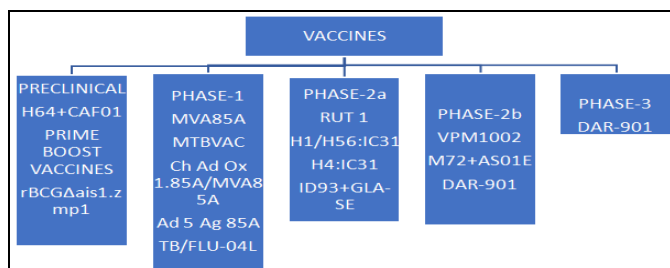 VACCINES
PRECLINICAL
H64+CAF01
PRIME
BOOST
VACCINES
rBCGΔais1.z
mp1
PHASE-1
MVA85A
MTBVAC
Ch Ad Ox
1.85A/MVA8
5A
Ad 5 Ag 85A
TB/FLU-04L
PHASE-2a
RUT 1
H1/H56:IC31
H4:IC31
ID93+GLA-
SE
PHASE-2b
VPM1002
M72+AS01E
DAR-901
PHASE-3
DAR-901